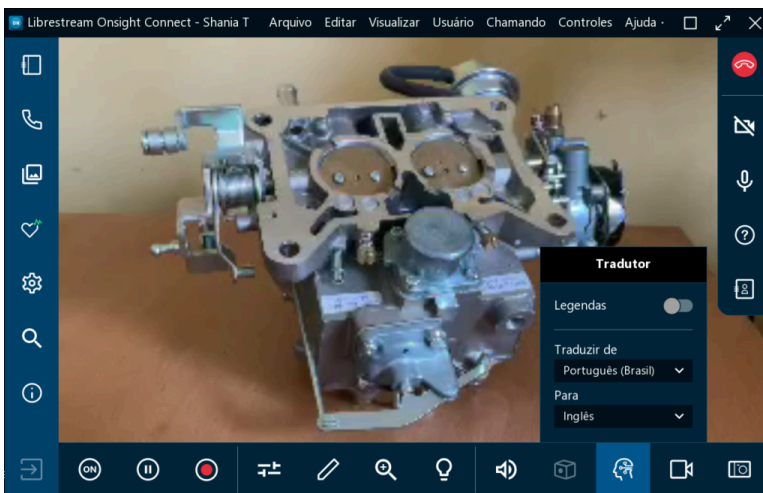 Librestream Onsight Connect - Shania T
Arquivo Editar Visualizar Usuário Chamando Controles Ajuda
Tradutor
Legendas
Traduzir de
Português (Brasil)
Para
Inglês
ON